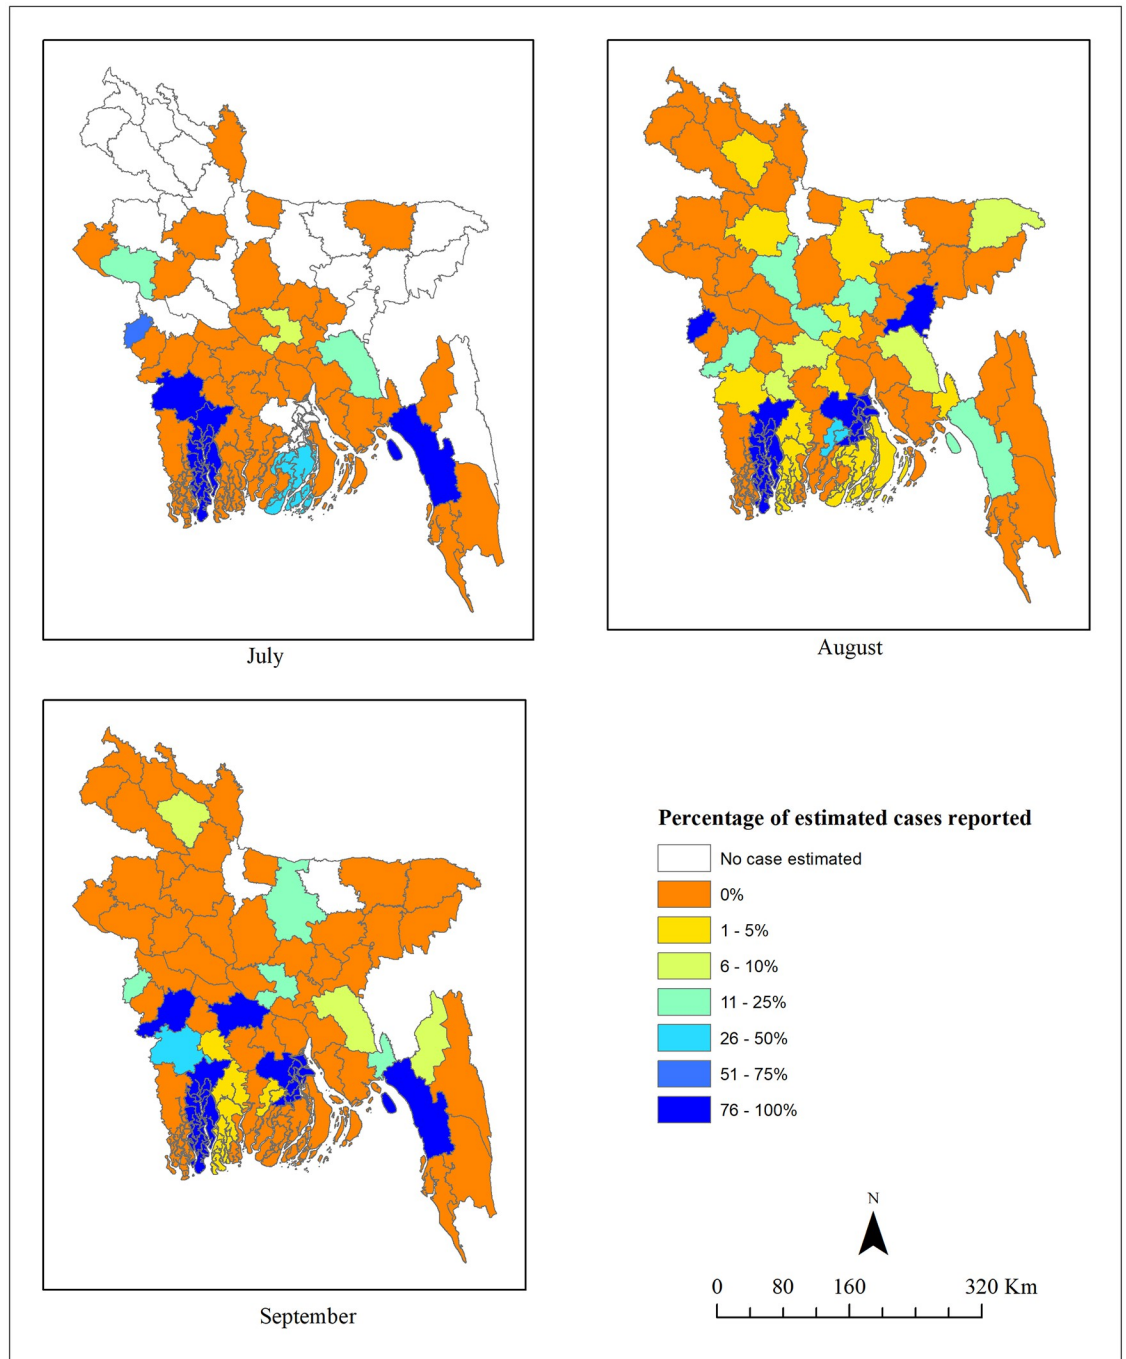 July
August
September
Percentage of estimated cases reported
No case estimated
0%
1 - 5%
6 - 10%
11 - 25%
26 - 50%
51 - 75%
76 - 100%
N
0 80 160 320 Km